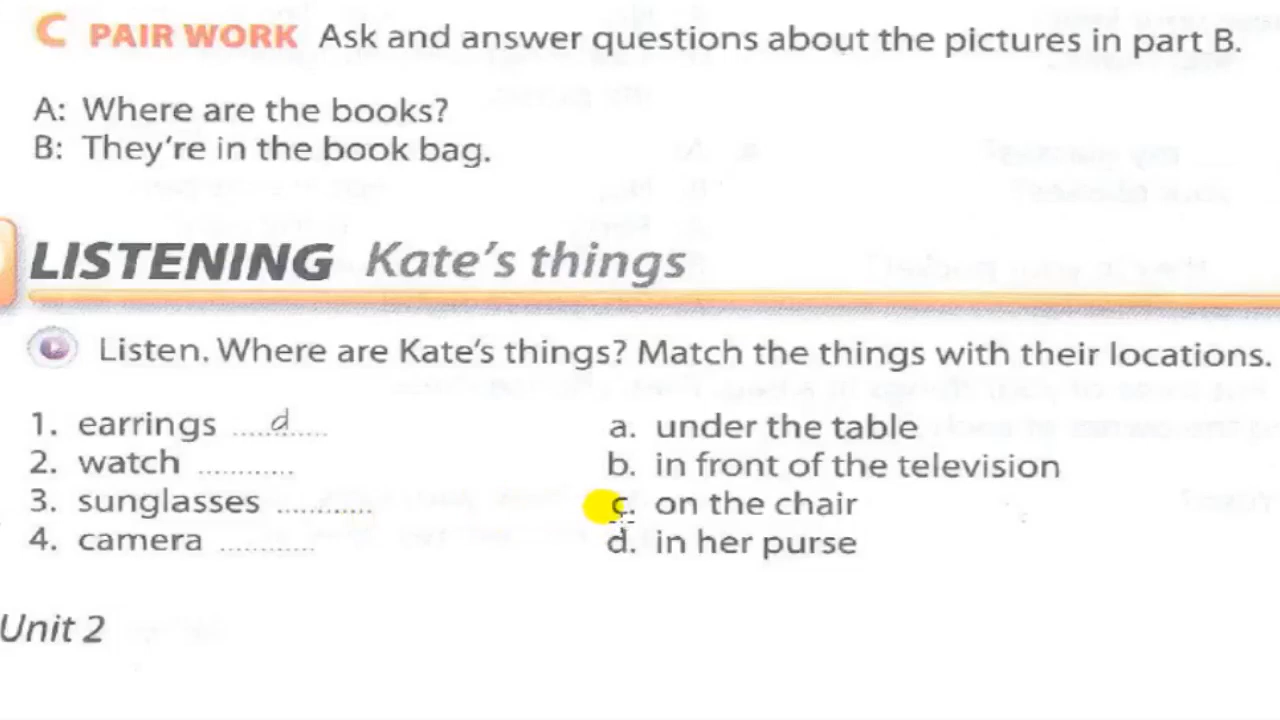 C PAIR WORK Ask and answer questions about the pictures in part B.
A: Where are the books?
B: They're in the book bag.
LISTENING Kate's things
Listen. Where are Kate's things? Match the things with their locations.
1. earrings .....d.....
2. watch ............
3. sunglasses ............
4. camera ............
a. under the table
b. in front of the television
c. on the chair
d. in her purse
Unit 2